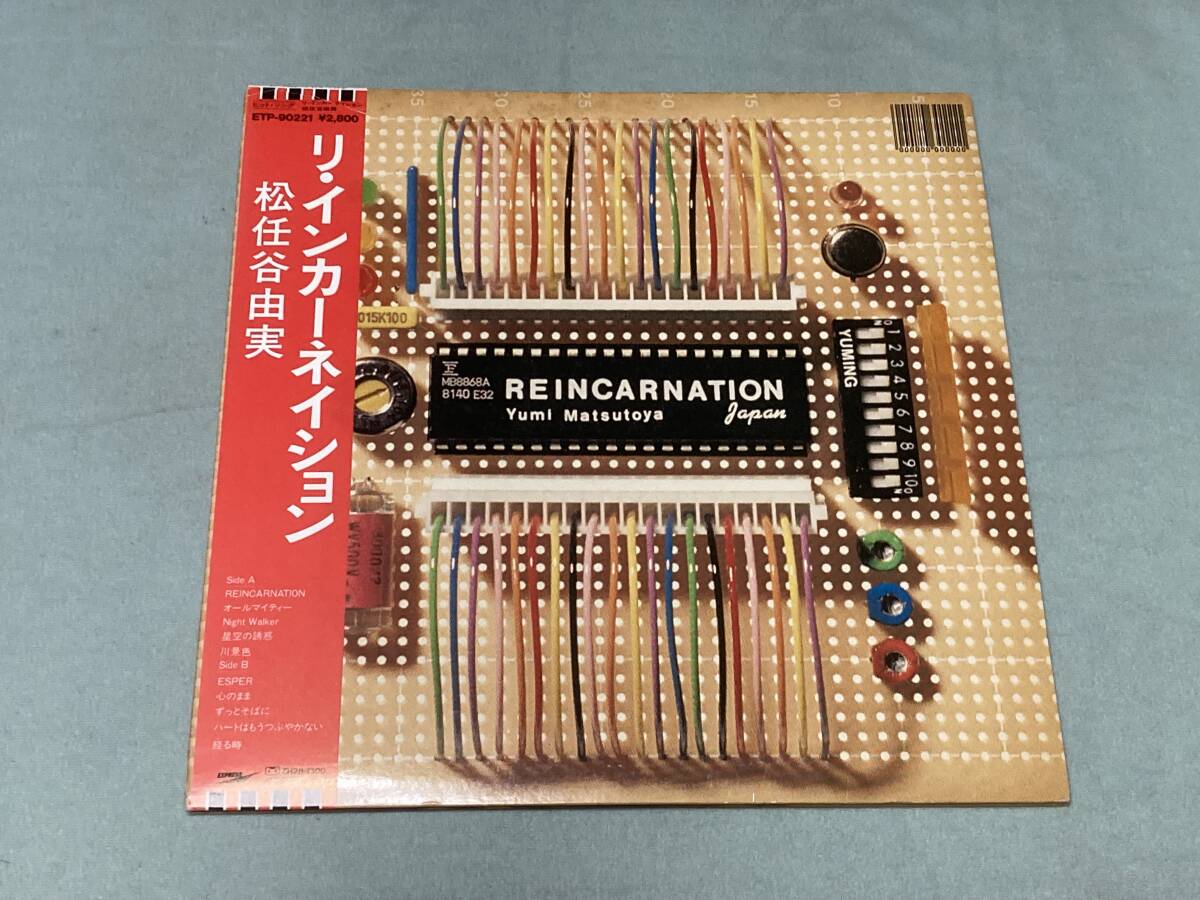 ETP-90221 ¥2,800
リ・インカーネイション
松任谷由実
Side A
REINCARNATION
オールマイティー
Night Walker
星空の誘惑
川景色
Side B
ESPER
心のまま
ずっとそばに
ハートはもうつぶやかない
経る時
EXPRESS
35
30
25
20
15
10
5
015K100
MB8868A
8140 E32
REINCARNATION
Yumi Matsutoya
Japan
YUMING
1 2 3 4 5 6 7 8 9 10